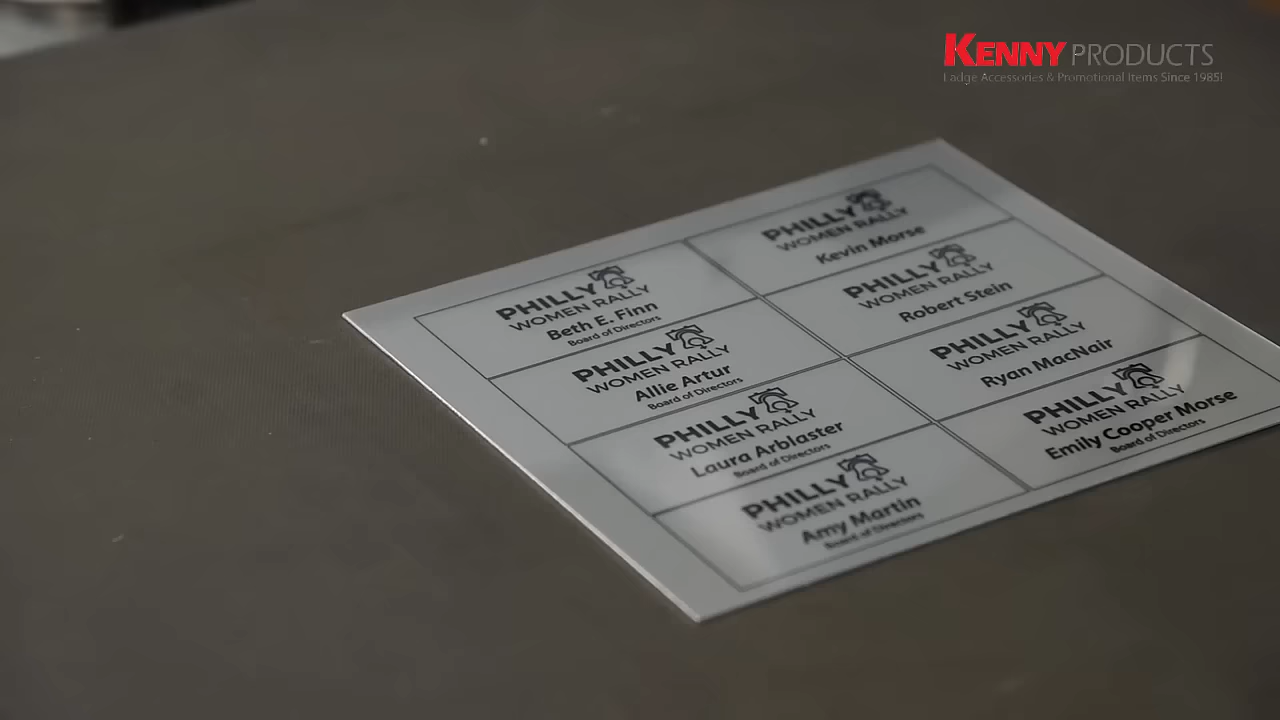 KENNY PRODUCTS
Ladge Accessories & Promotional Items Since 1985!
PHILLY
WOMEN RALLY
Beth E. Finn
Board of Directors
PHILLY
WOMEN RALLY
Allie Artur
Board of Directors
PHILLY
WOMEN RALLY
Laura Arblaster
Board of Directors
PHILLY
WOMEN RALLY
Amy Martin
Board of Directors
PHILLY
WOMEN RALLY
Kevin Morse
PHILLY
WOMEN RALLY
Robert Stein
PHILLY
WOMEN RALLY
Ryan MacNair
PHILLY
WOMEN RALLY
Emily Cooper Morse
Board of Directors